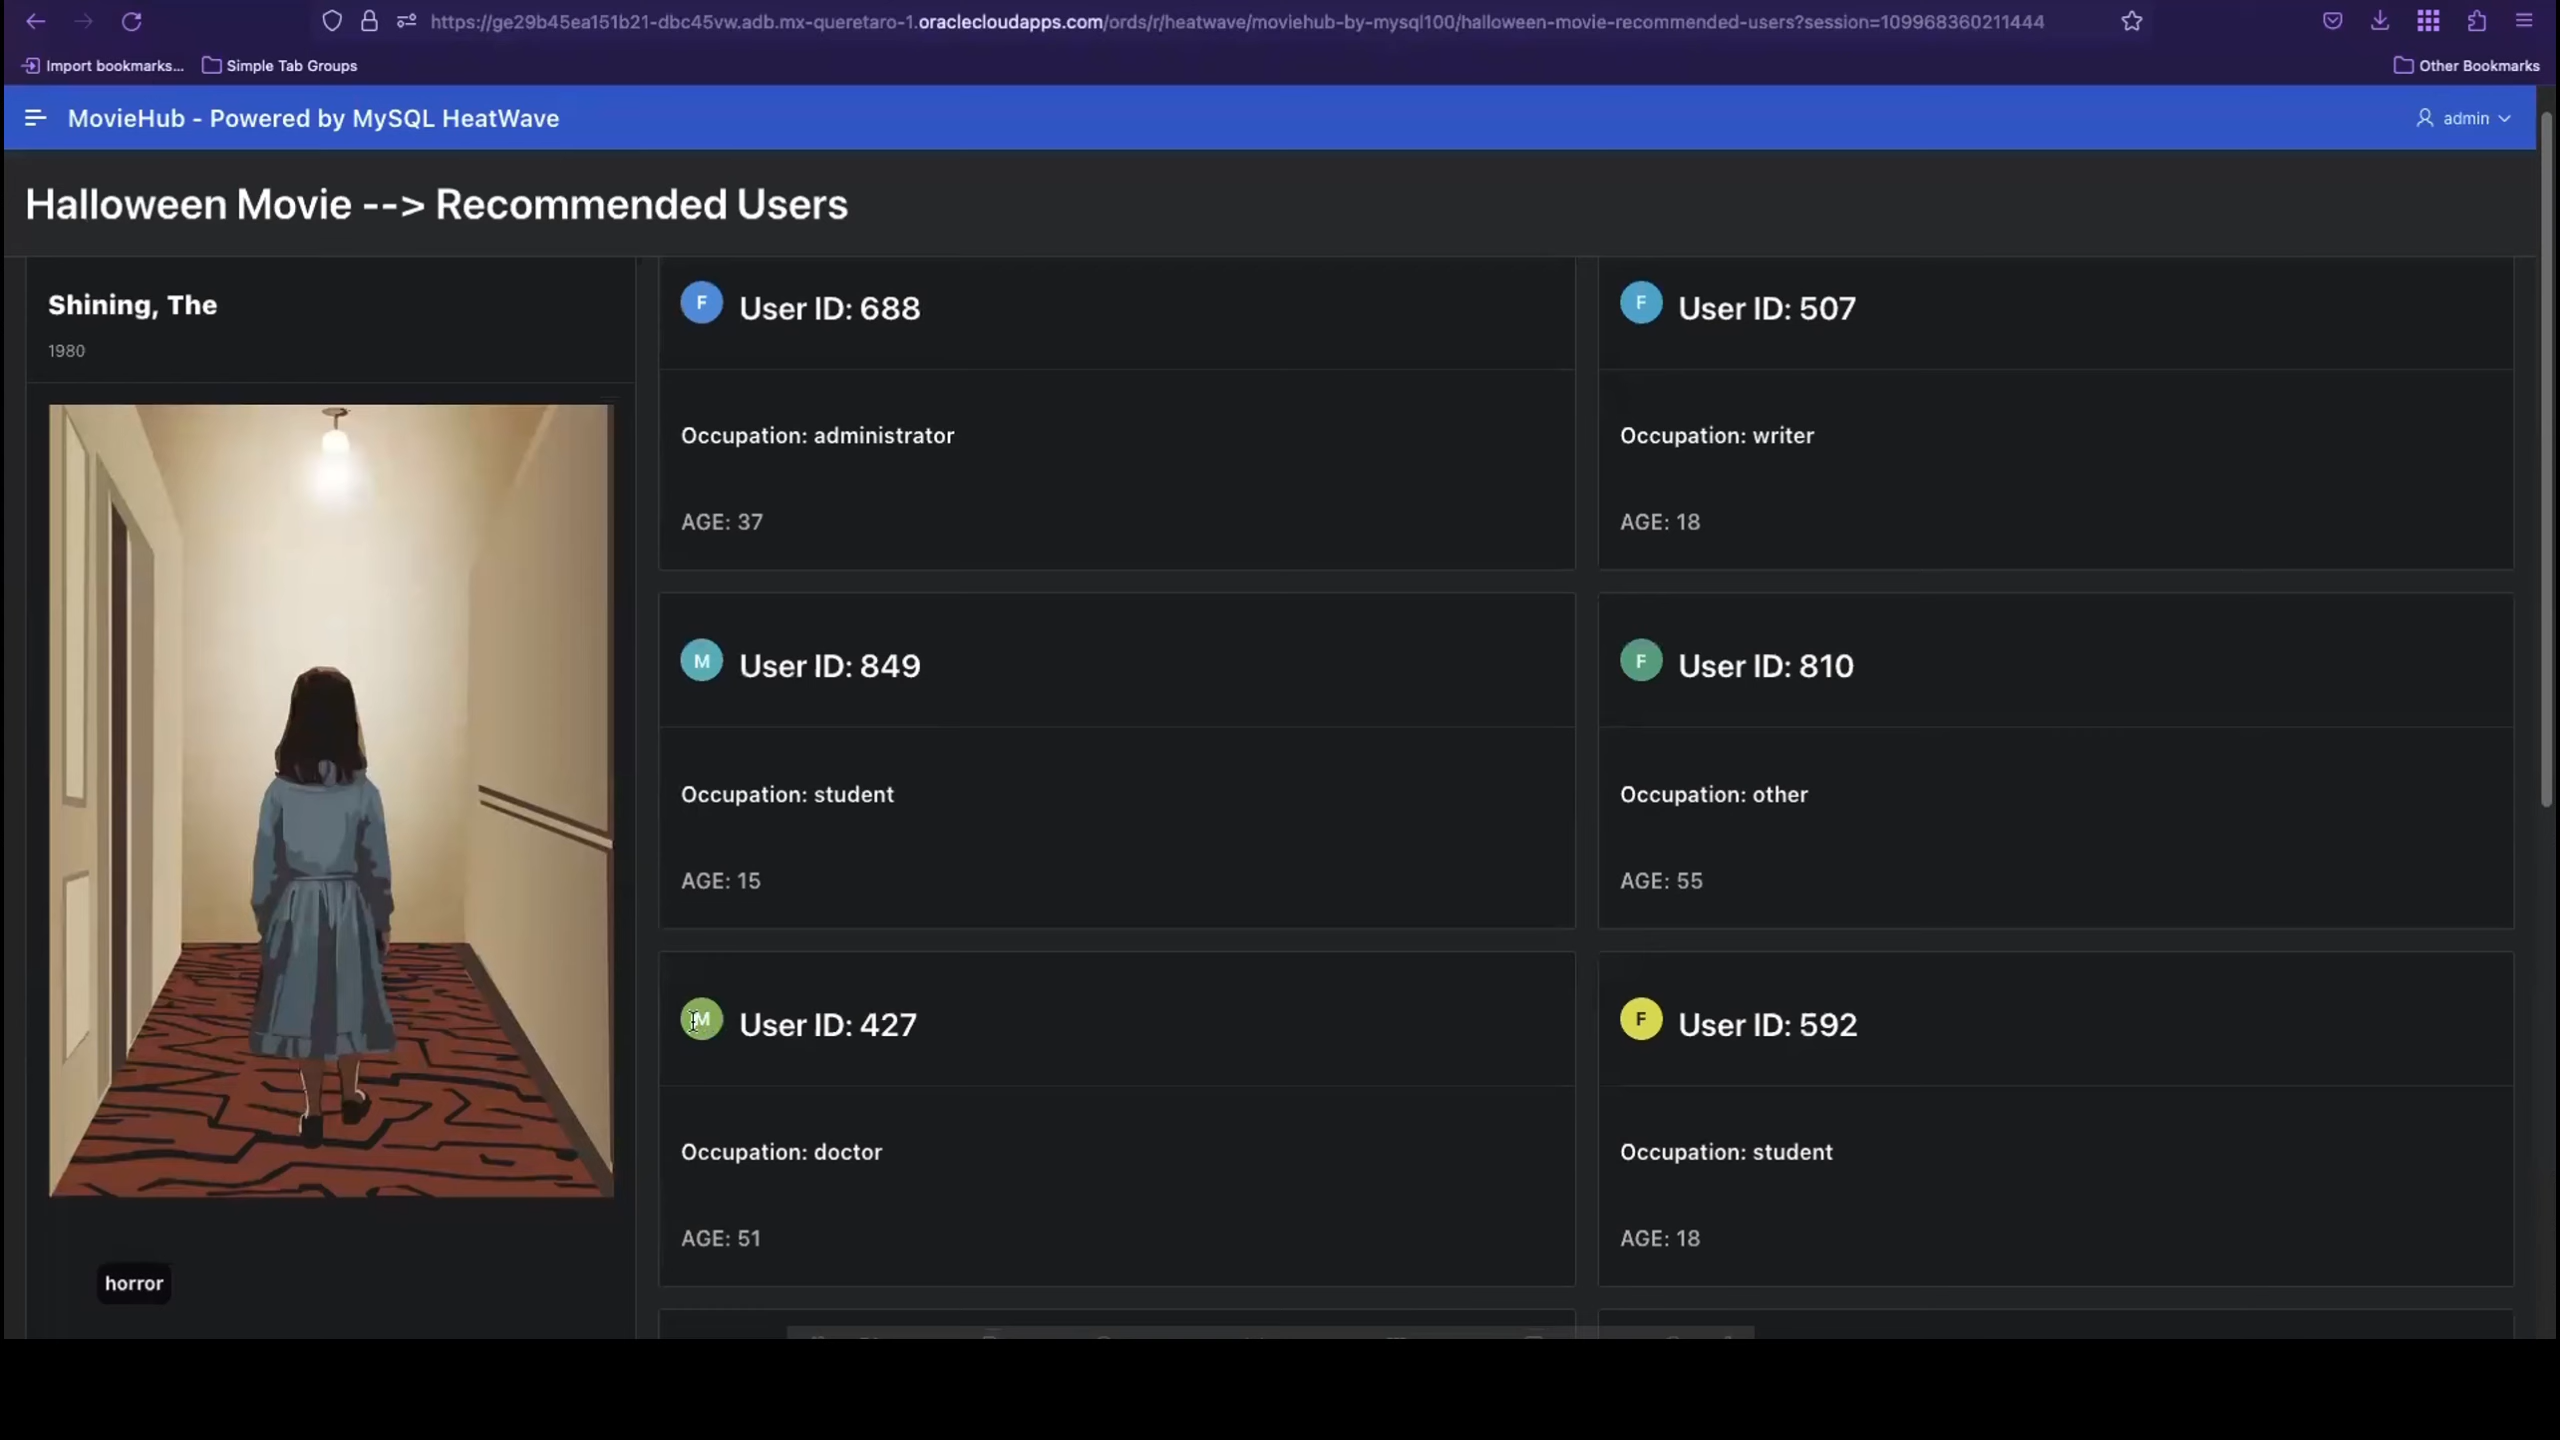 https://ge29b45ea151b21-dbc45vw.adb.mx-queretaro-1.oraclecloudapps.com/ords/r/heatwave/moviehub-by-mysql100/halloween-movie-recommended-users?session=109968360211444
Import bookmarks...
Simple Tab Groups
Other Bookmarks
MovieHub - Powered by MySQL HeatWave
admin
Halloween Movie --> Recommended Users
Shining, The
1980
horror
F
User ID: 688
Occupation: administrator
AGE: 37
F
User ID: 507
Occupation: writer
AGE: 18
M
User ID: 849
Occupation: student
AGE: 15
F
User ID: 810
Occupation: other
AGE: 55
M
User ID: 427
Occupation: doctor
AGE: 51
F
User ID: 592
Occupation: student
AGE: 18